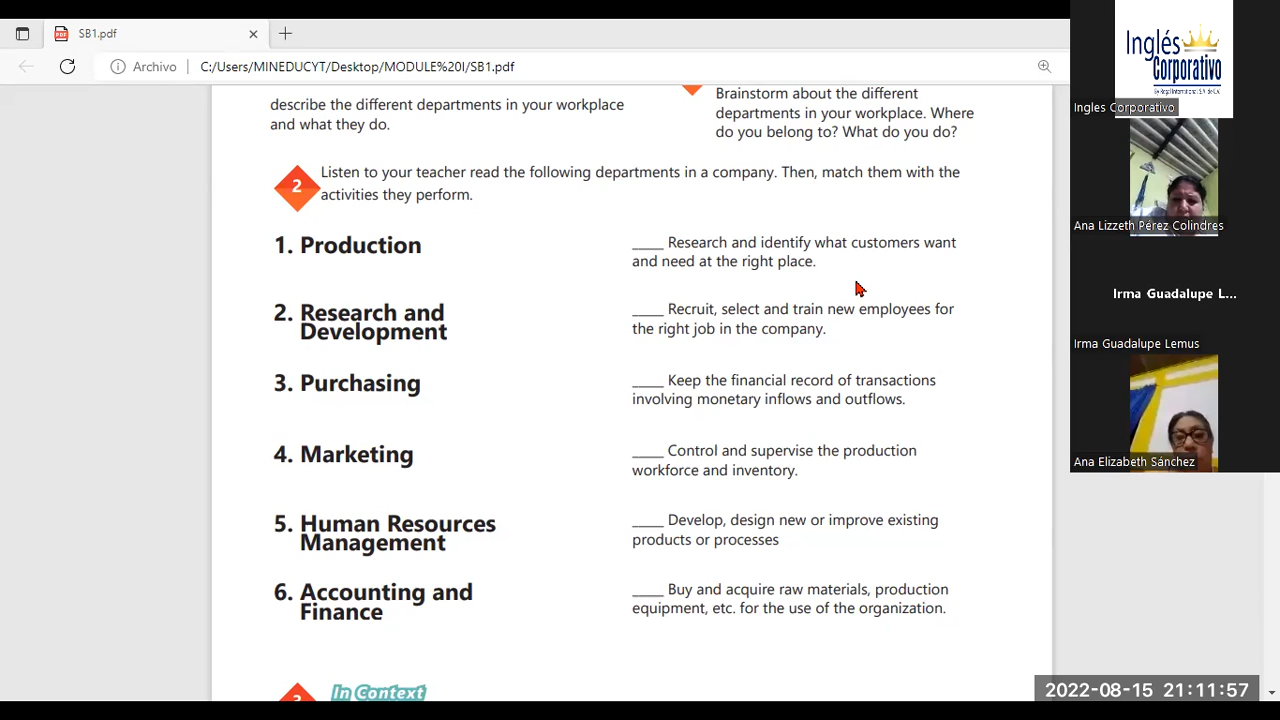 SB1.pdf
Archivo
C:/Users/MINEDUCYT/Desktop/MODULE%20I/SB1.pdf
describe the different departments in your workplace
and what they do.
Brainstorm about the different
departments in your workplace. Where
do you belong to? What do you do?
2
Listen to your teacher read the following departments in a company. Then, match them with the
activities they perform.
1. Production
_____ Research and identify what customers want
and need at the right place.
2. Research and
Development
_____ Recruit, select and train new employees for
the right job in the company.
3. Purchasing
_____ Keep the financial record of transactions
involving monetary inflows and outflows.
4. Marketing
_____ Control and supervise the production
workforce and inventory.
5. Human Resources
Management
_____ Develop, design new or improve existing
products or processes
6. Accounting and
Finance
_____ Buy and acquire raw materials, production
equipment, etc. for the use of the organization.
In Context
Inglés
Corporativo
Ingles Corporativo
Ana Lizzeth Pérez Colindres
Irma Guadalupe L...
Irma Guadalupe Lemus
Ana Elizabeth Sánchez
2022-08-15 21:11:57